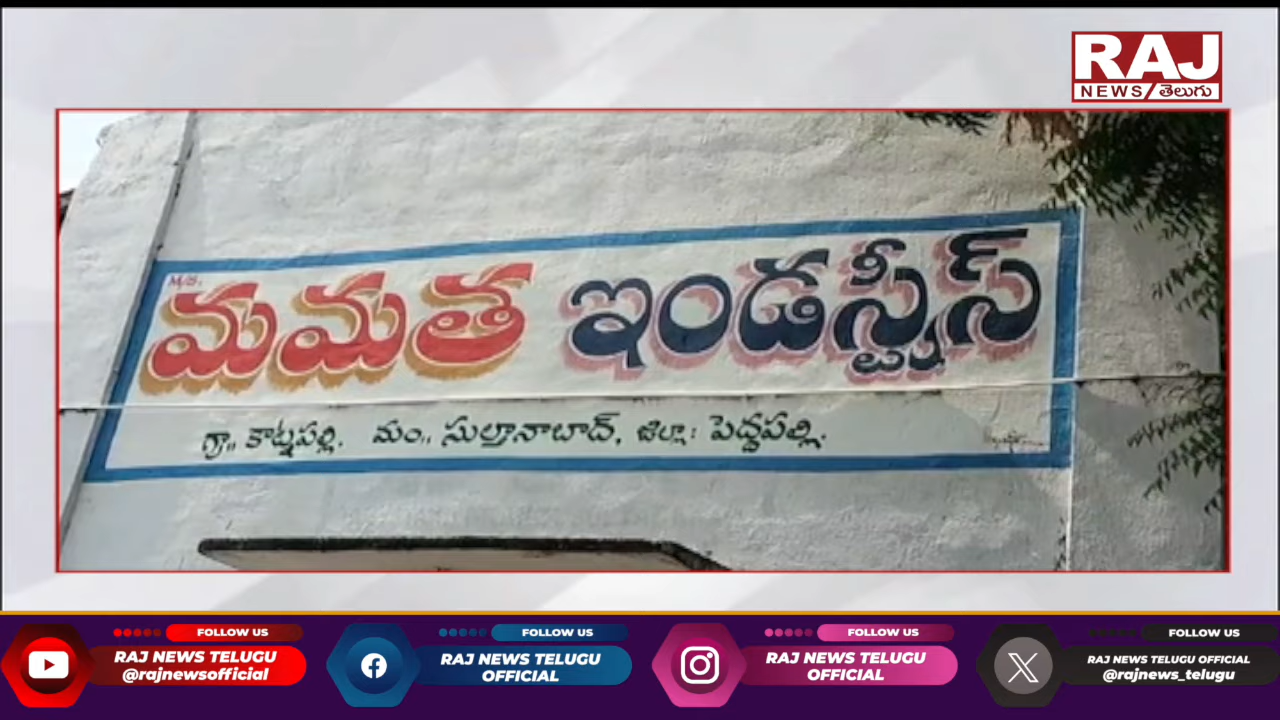 RAJ
NEWS తెలుగు
M/S.
మమత ఇండస్ట్రీస్
గ్రా,, కాట్నపల్లి. మం,, సుల్తానాబాద్, జిల్లా: పెద్దపల్లి.
FOLLOW US
RAJ NEWS TELUGU
@rajnewsofficial
FOLLOW US
RAJ NEWS TELUGU
OFFICIAL
FOLLOW US
RAJ NEWS TELUGU
OFFICIAL
FOLLOW US
RAJ NEWS TELUGU OFFICIAL
@rajnews_telugu